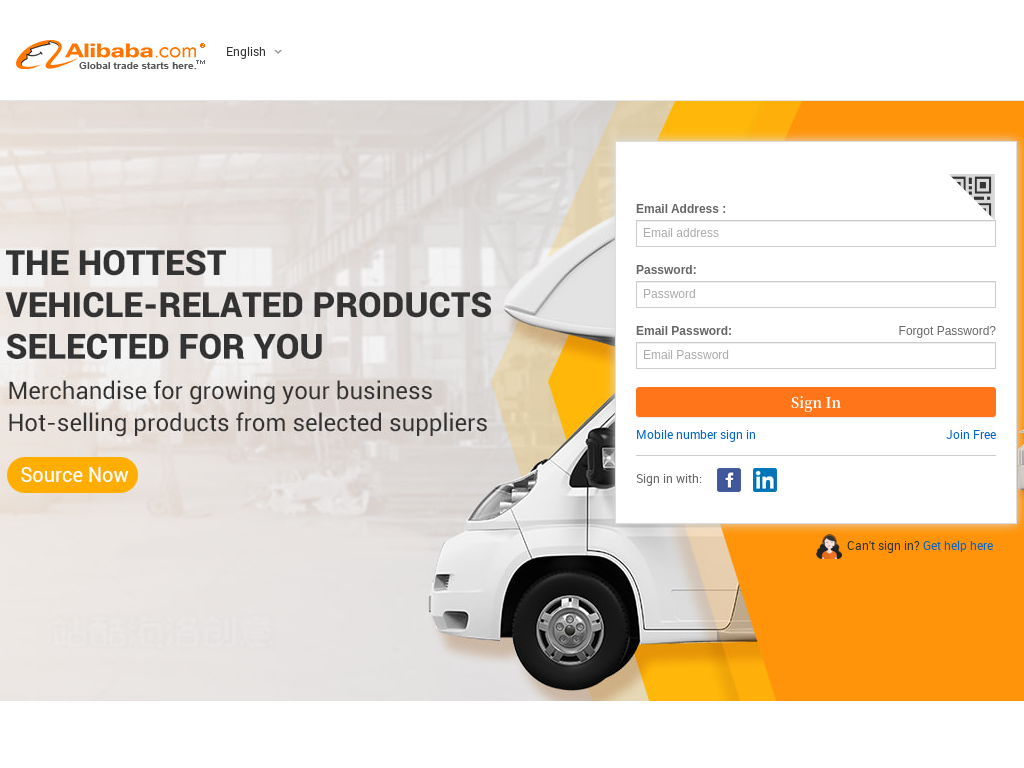 Alibaba.com®
Global trade starts here.™
English
THE HOTTEST
VEHICLE-RELATED PRODUCTS
SELECTED FOR YOU
Merchandise for growing your business
Hot-selling products from selected suppliers
Source Now
Email Address :
Email address
Password:
Password
Email Password:
Forgot Password?
Email Password
Sign In
Mobile number sign in
Join Free
Sign in with:
Can't sign in? Get help here